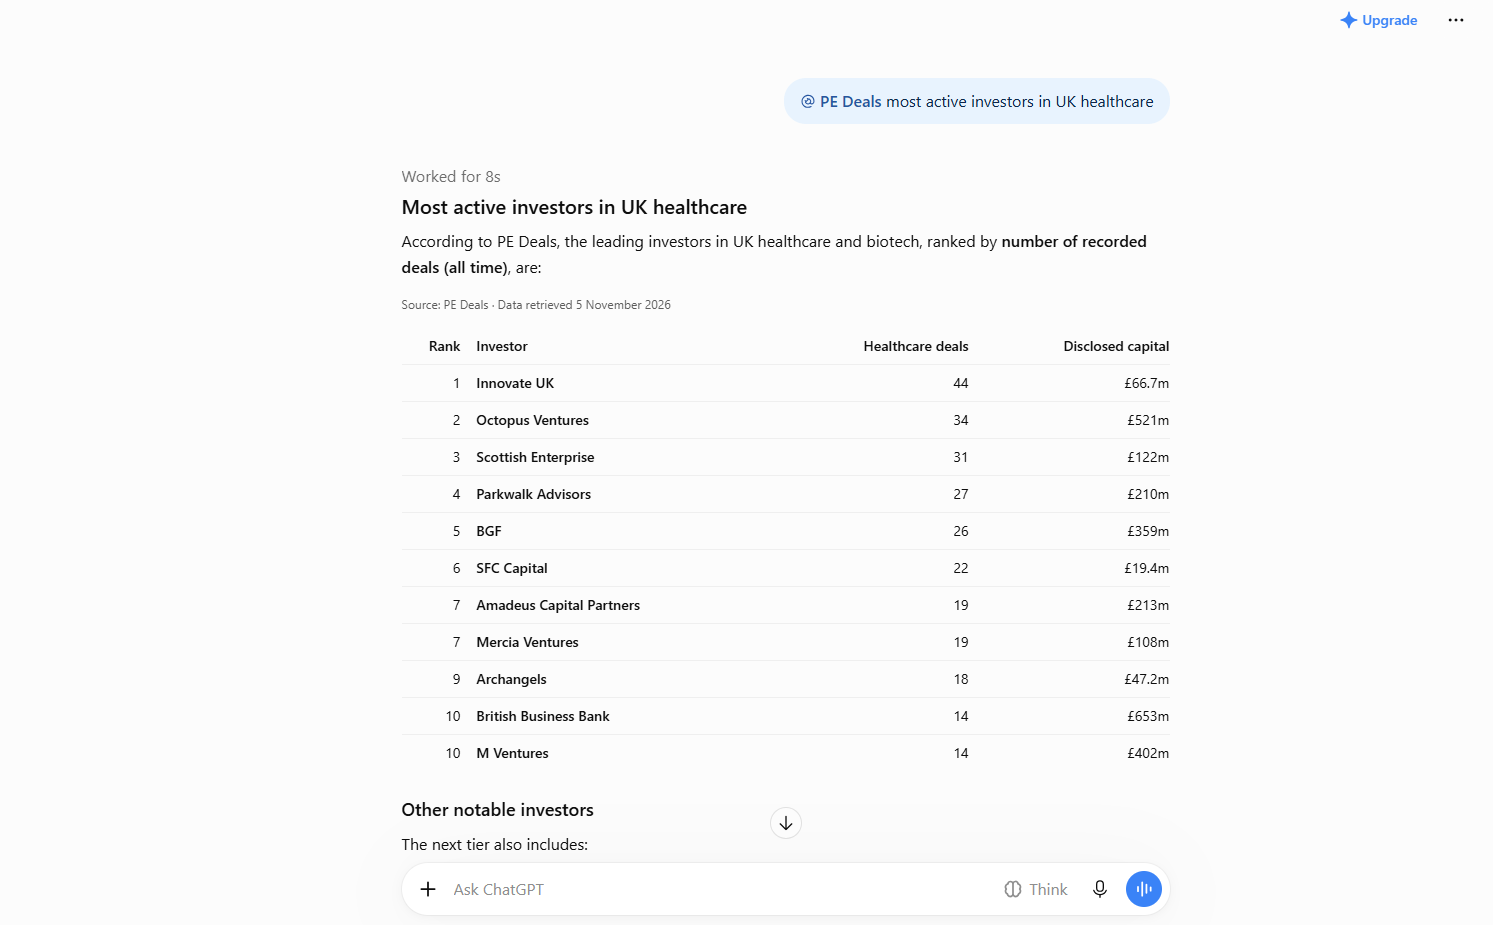 Upgrade
@ PE Deals most active investors in UK healthcare
Worked for 8s
Most active investors in UK healthcare
According to PE Deals, the leading investors in UK healthcare and biotech, ranked by number of recorded
deals (all time), are:
Source: PE Deals · Data retrieved 5 November 2026
Rank Investor Healthcare deals Disclosed capital
1 Innovate UK 44 £66.7m
2 Octopus Ventures 34 £521m
3 Scottish Enterprise 31 £122m
4 Parkwalk Advisors 27 £210m
5 BGF 26 £359m
6 SFC Capital 22 £19.4m
7 Amadeus Capital Partners 19 £213m
7 Mercia Ventures 19 £108m
9 Archangels 18 £47.2m
10 British Business Bank 14 £653m
10 M Ventures 14 £402m
Other notable investors
The next tier also includes:
Ask ChatGPT Think